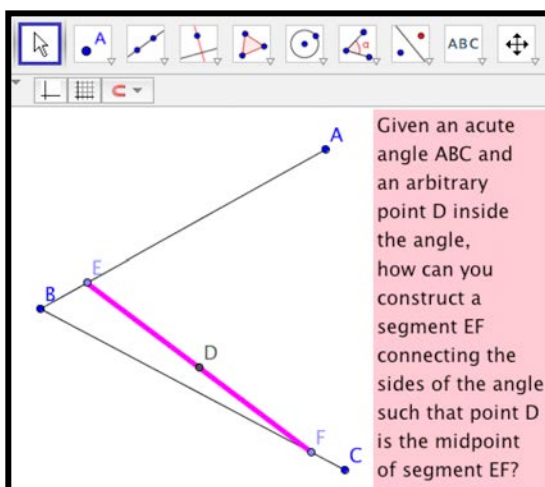 A
α
ABC
Given an acute
angle ABC and
an arbitrary
point D inside
the angle,
how can you
construct a
segment EF
connecting the
sides of the angle
such that point D
is the midpoint
of segment EF?
A
E
B
D
F
C